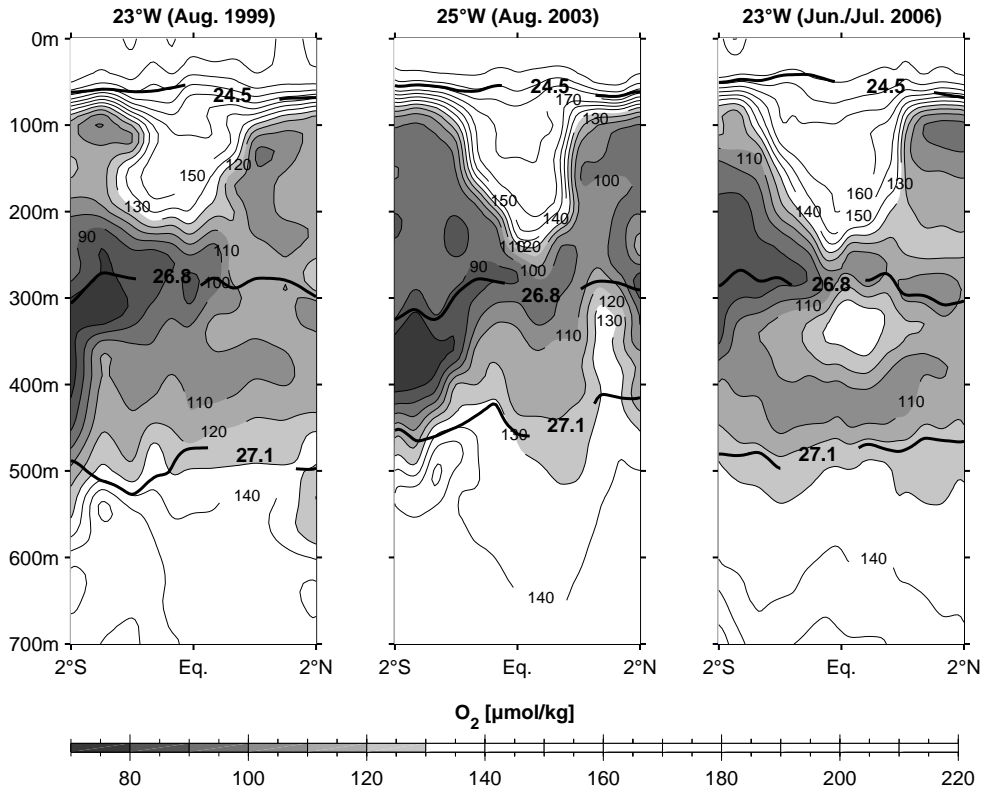 23°W (Aug. 1999)
25°W (Aug. 2003)
23°W (Jun./Jul. 2006)
0m
100m
200m
300m
400m
500m
600m
700m
24.5
120
150
130
90
110
26.8
100
110
120
27.1
140
24.5
170
130
100
150
140
110
120
90
100
26.8
120
130
110
27.1
130
140
24.5
110
130
160
140
150
26.8
110
110
27.1
140
2°S
Eq.
2°N
2°S
Eq.
2°N
2°S
Eq.
2°N
O2 [µmol/kg]
80
100
120
140
160
180
200
220